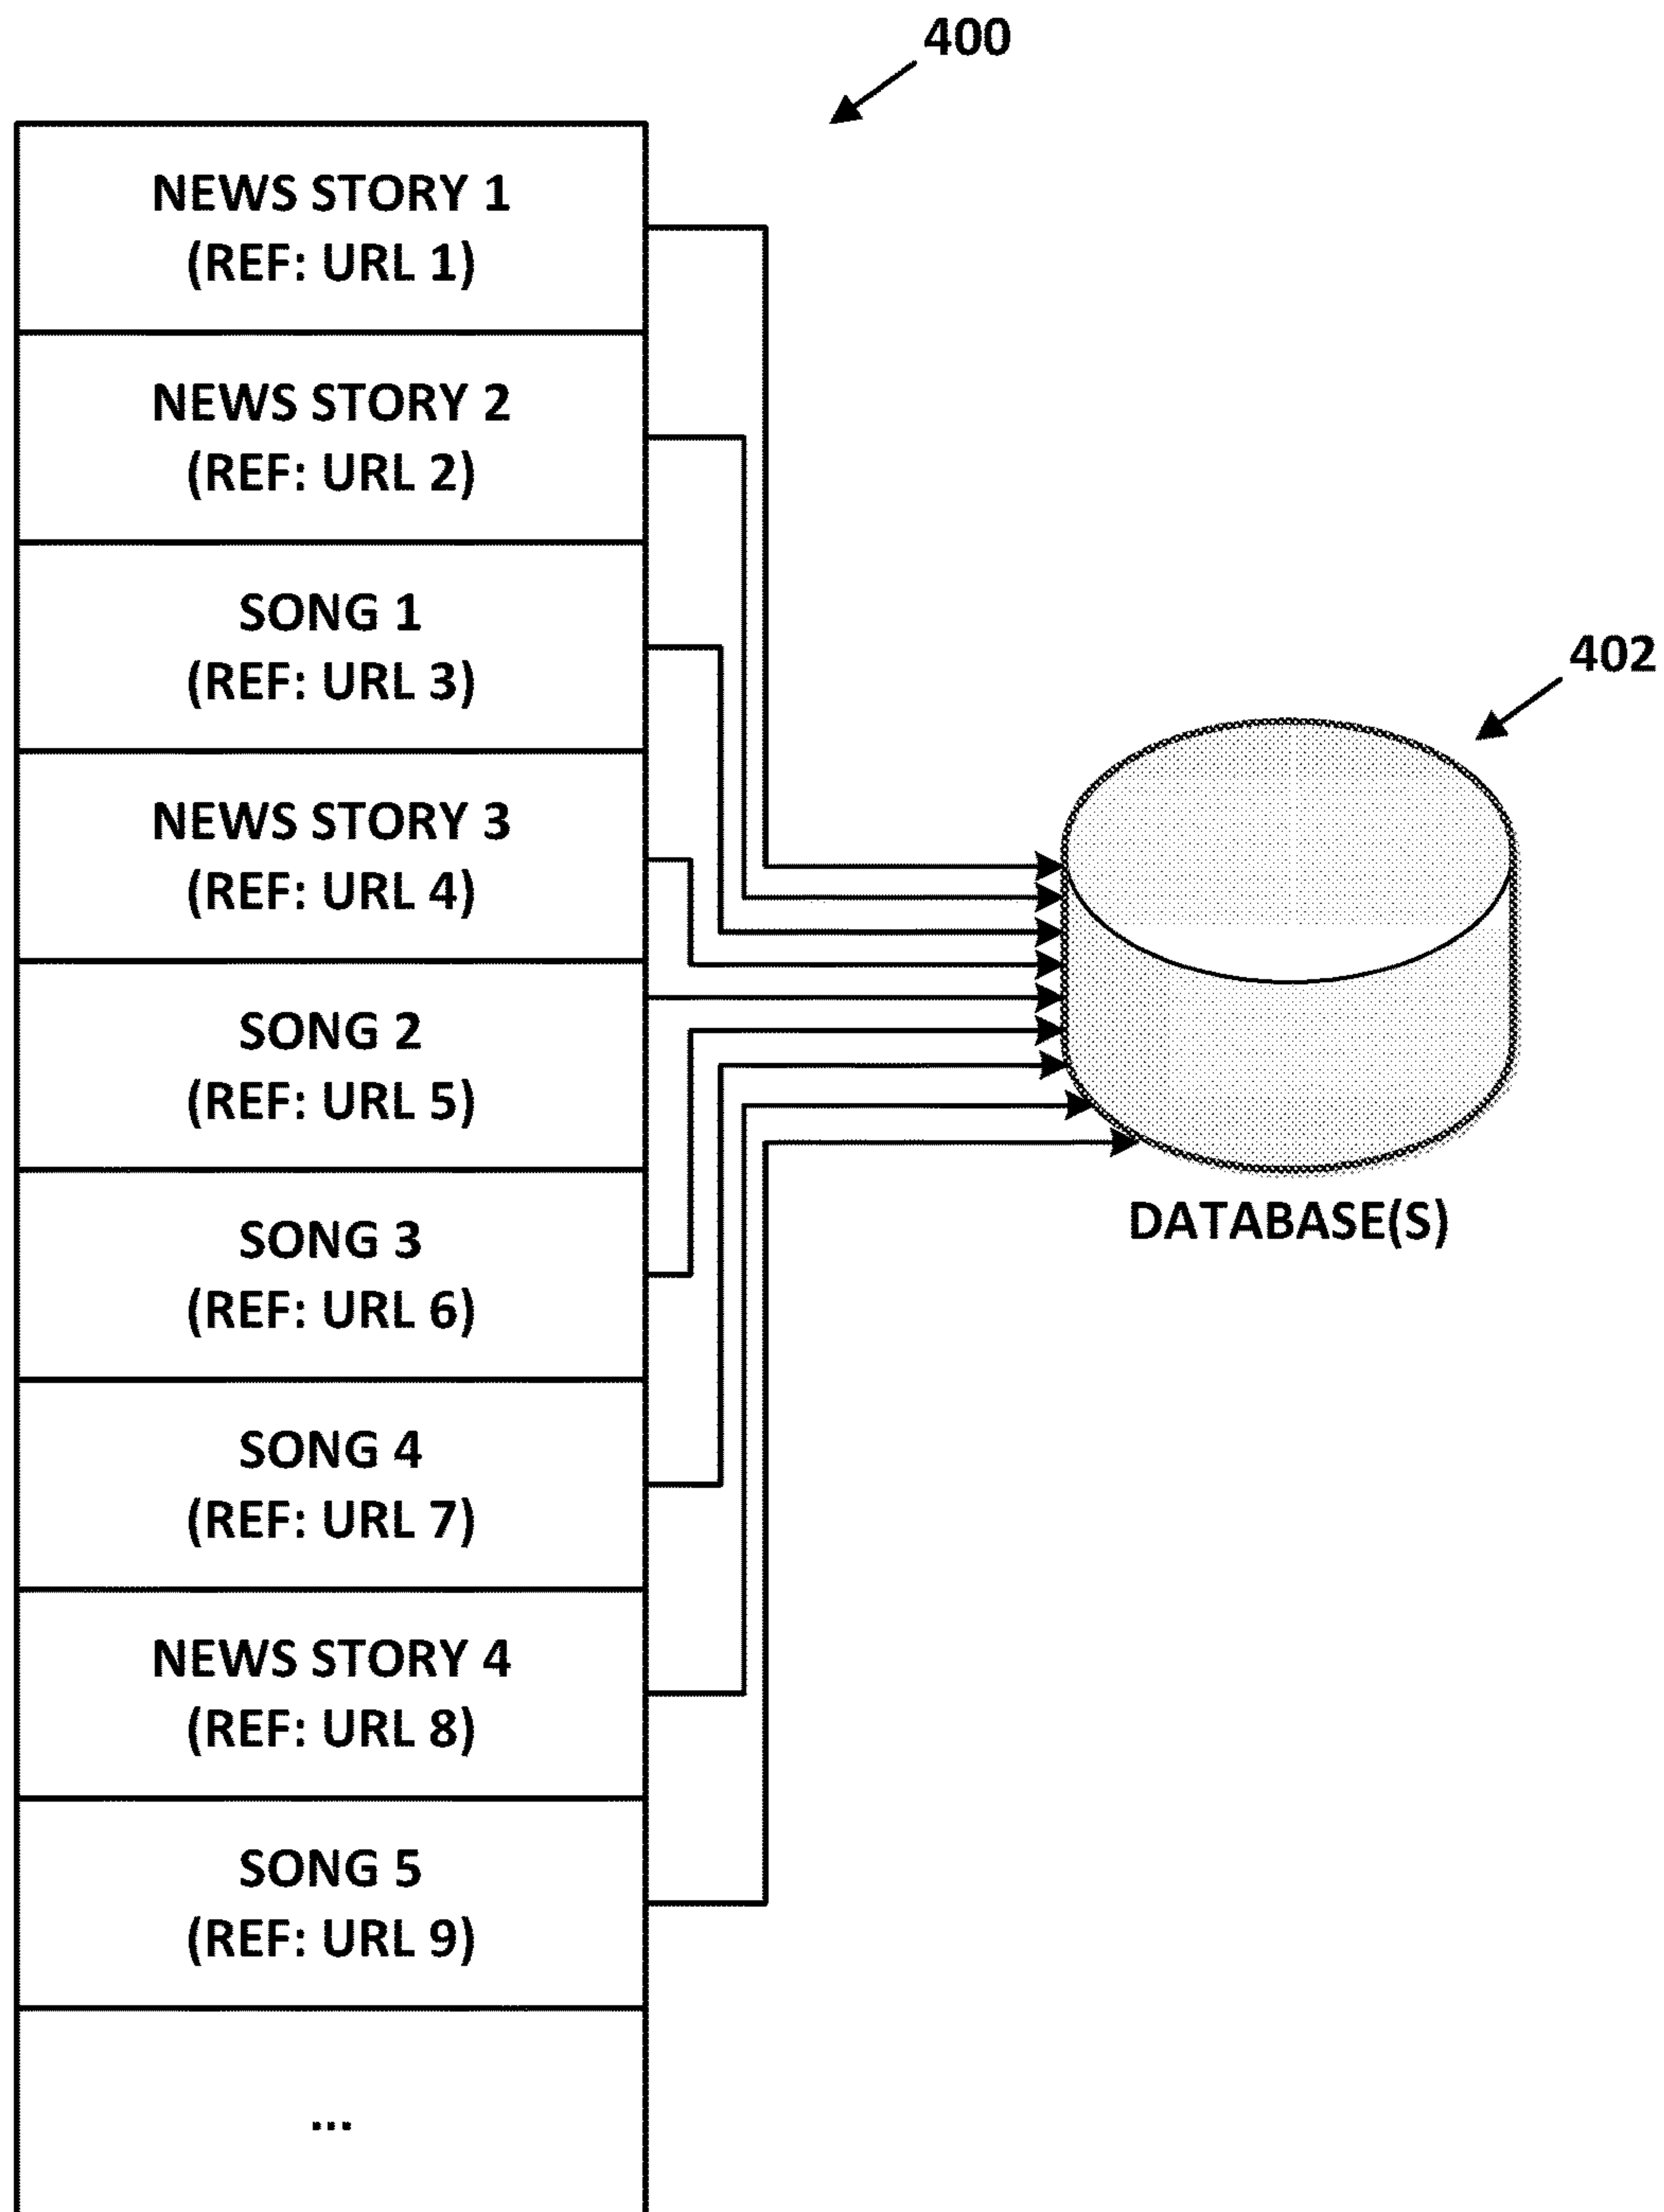 400
NEWS STORY 1
(REF: URL 1)
NEWS STORY 2
(REF: URL 2)
SONG 1
(REF: URL 3)
NEWS STORY 3
(REF: URL 4)
SONG 2
(REF: URL 5)
SONG 3
(REF: URL 6)
SONG 4
(REF: URL 7)
NEWS STORY 4
(REF: URL 8)
SONG 5
(REF: URL 9)
...
402
DATABASE(S)